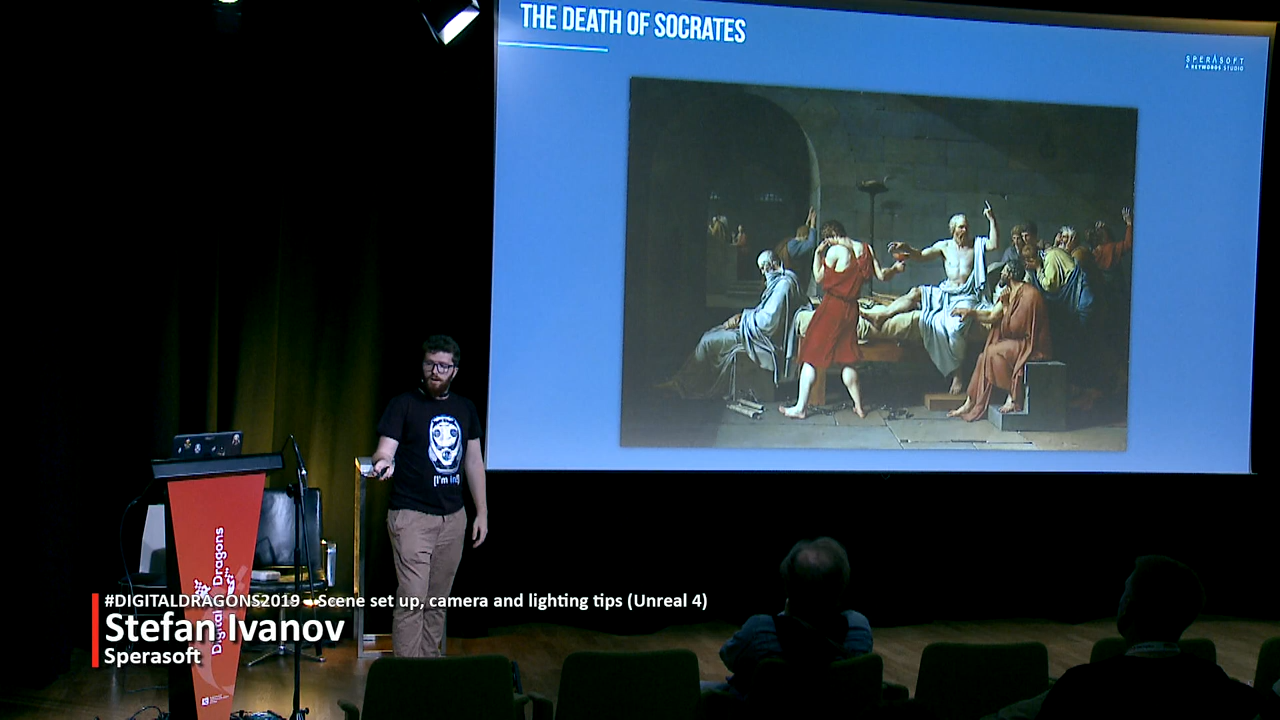 THE DEATH OF SOCRATES
SPERASOFT
A KEYWORDS STUDIO
[I'm in!]
Digital Dragons
#DIGITALDRAGONS2019 - Scene set up, camera and lighting tips (Unreal 4)
Stefan Ivanov
Sperasoft